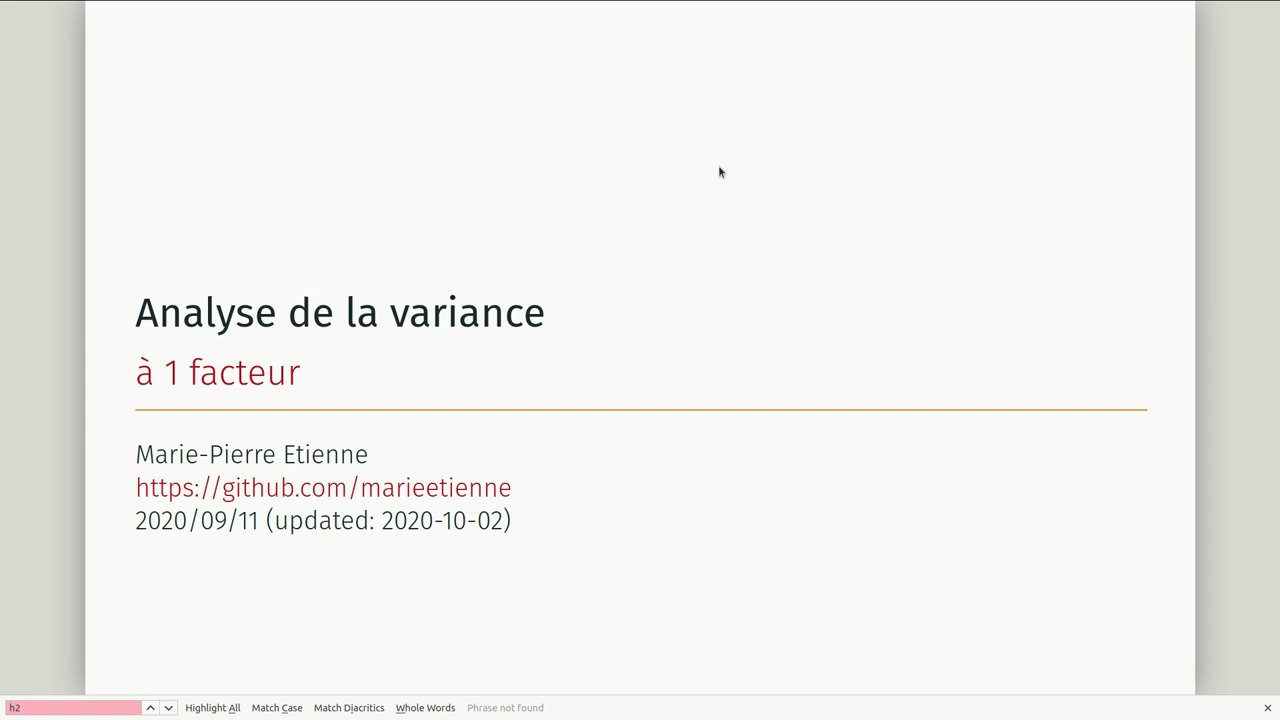 Analyse de la variance
à 1 facteur
Marie-Pierre Etienne
https://github.com/marieetienne
2020/09/11 (updated: 2020-10-02)
h2 Highlight All Match Case Match Diacritics Whole Words Phrase not found